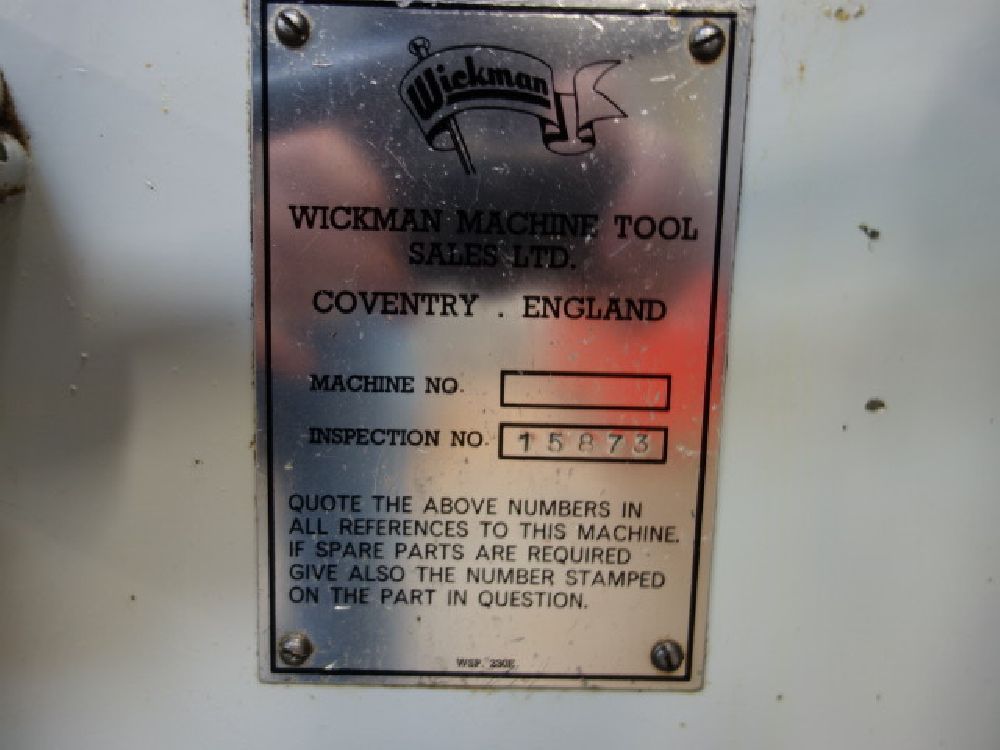 Wickman
WICKMAN MACHINE TOOL
SALES LTD.
COVENTRY . ENGLAND
MACHINE NO.
INSPECTION NO. 15873
QUOTE THE ABOVE NUMBERS IN
ALL REFERENCES TO THIS MACHINE.
IF SPARE PARTS ARE REQUIRED
GIVE ALSO THE NUMBER STAMPED
ON THE PART IN QUESTION.
WSP. 230E